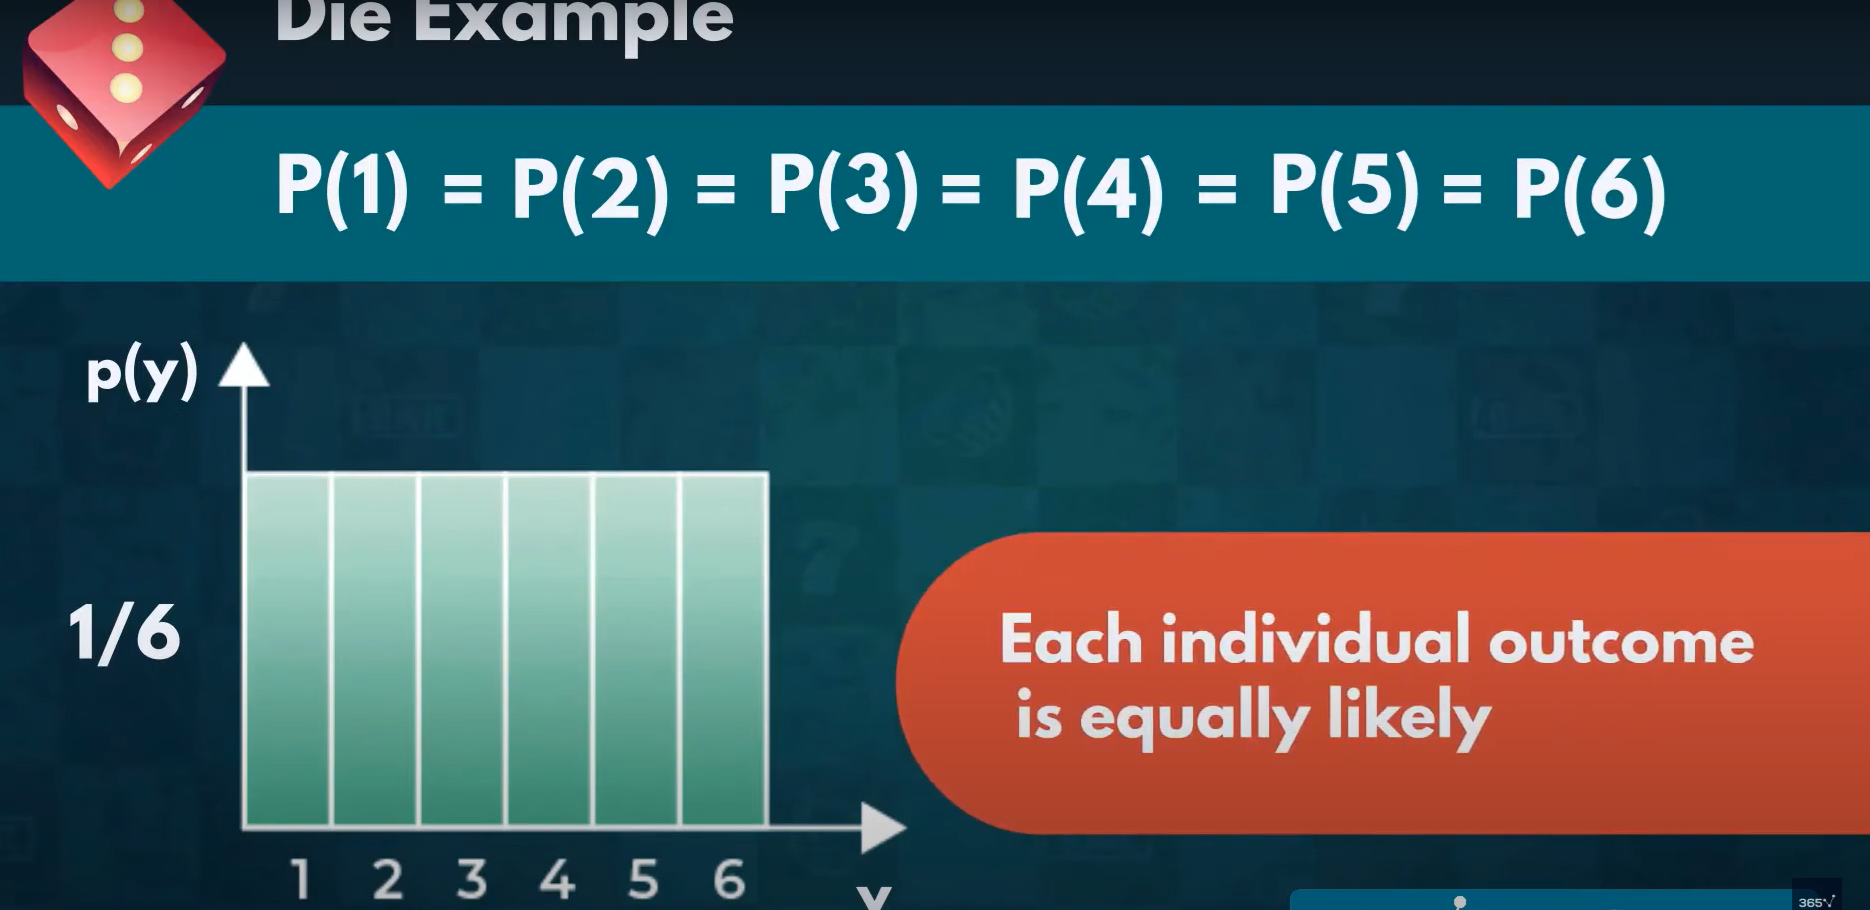 Die Example
P(1) = P(2) = P(3) = P(4) = P(5) = P(6)
p(y)
1/6
Each individual outcome
is equally likely
1 2 3 4 5 6
y
365